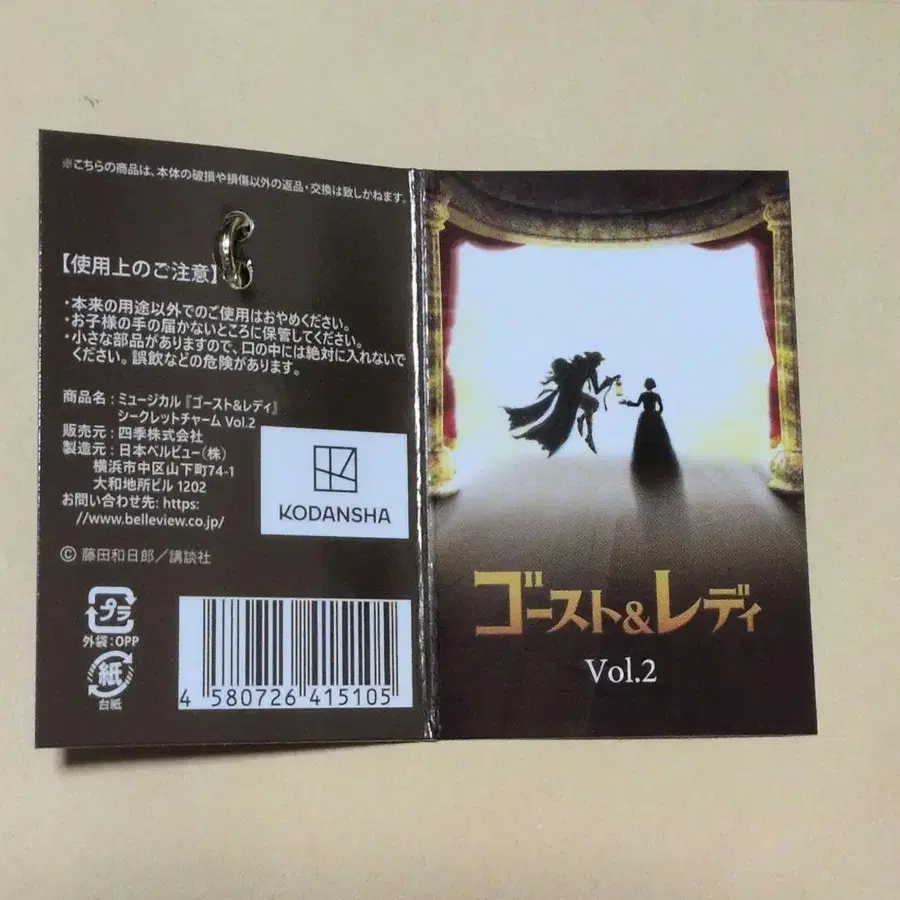 ※こちらの商品は、本体の破損や損傷以外の返品・交換は致しかねます。
【使用上のご注意】
・本来の用途以外でのご使用はおやめください。
・お子様の手の届かないところに保管してください。
・小さな部品がありますので、口の中には絶対に入れないで
ください。誤飲などの危険があります。
商品名：ミュージカル『ゴースト&レディ』
シークレットチャーム Vol.2
販売元：四季株式会社
製造元：日本ベルビュー（株）
横浜市中区山下町74-1
大和地所ビル 1202
お問い合わせ先：https:
//www.belleview.co.jp/
KODANSHA
© 藤田和日郎／講談社
プラ
外袋：OPP
紙
台紙
4 580726 415105
ゴースト&レディ
Vol.2